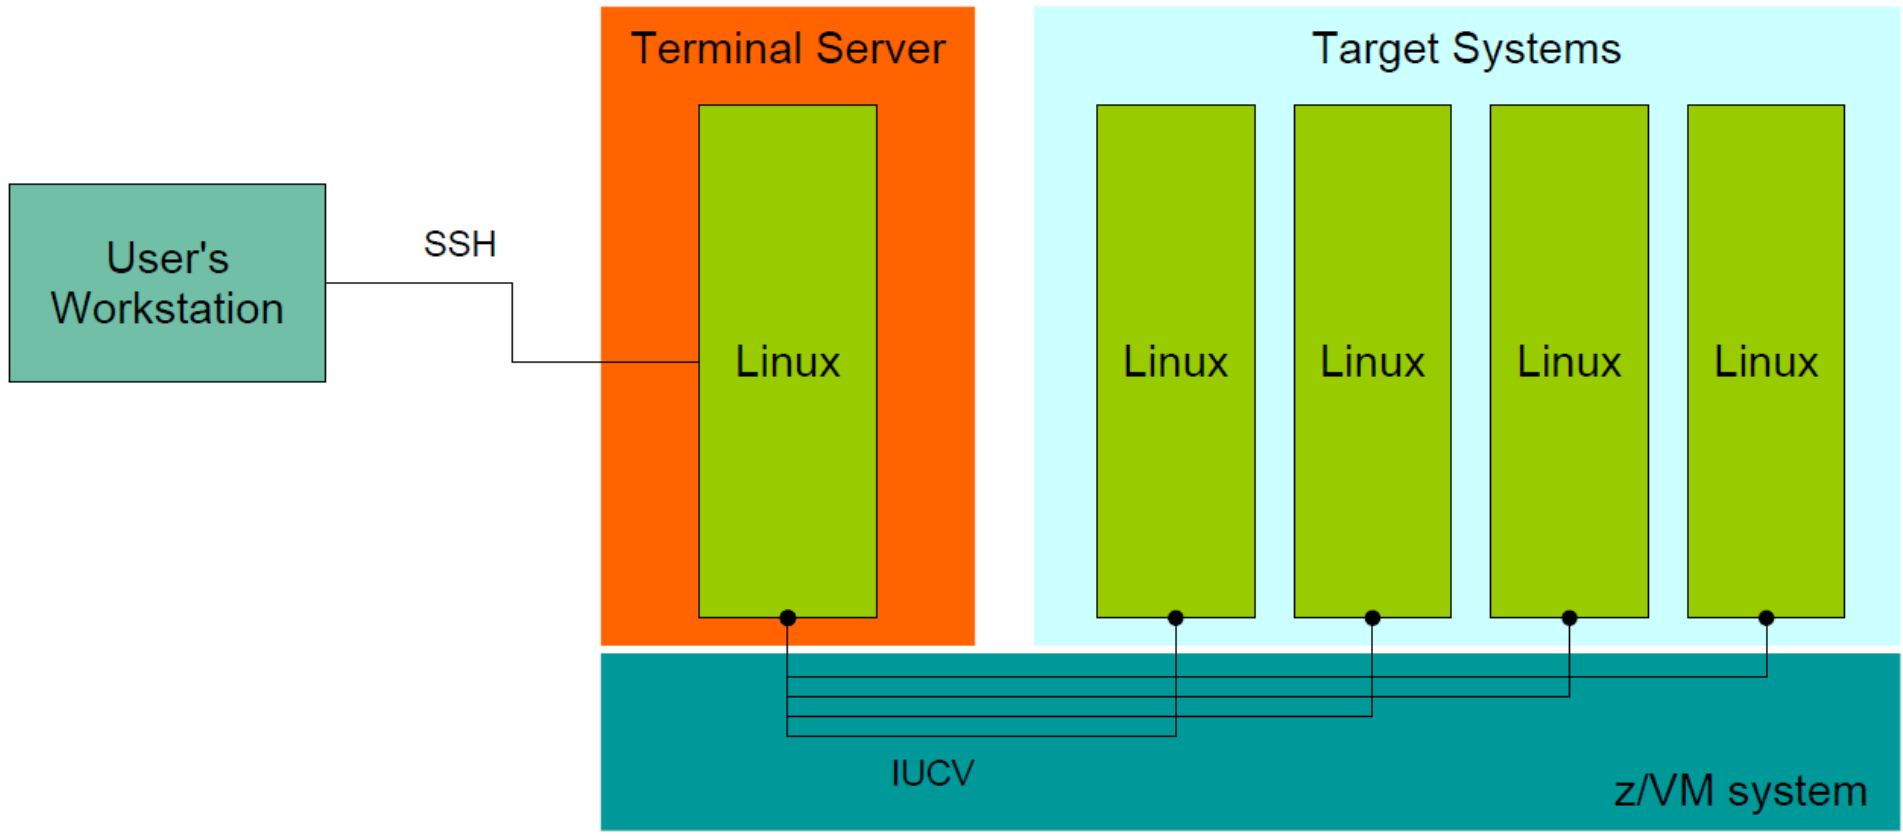 Terminal Server
Target Systems
User's
Workstation
SSH
Linux
Linux
Linux
Linux
Linux
IUCV
z/VM system